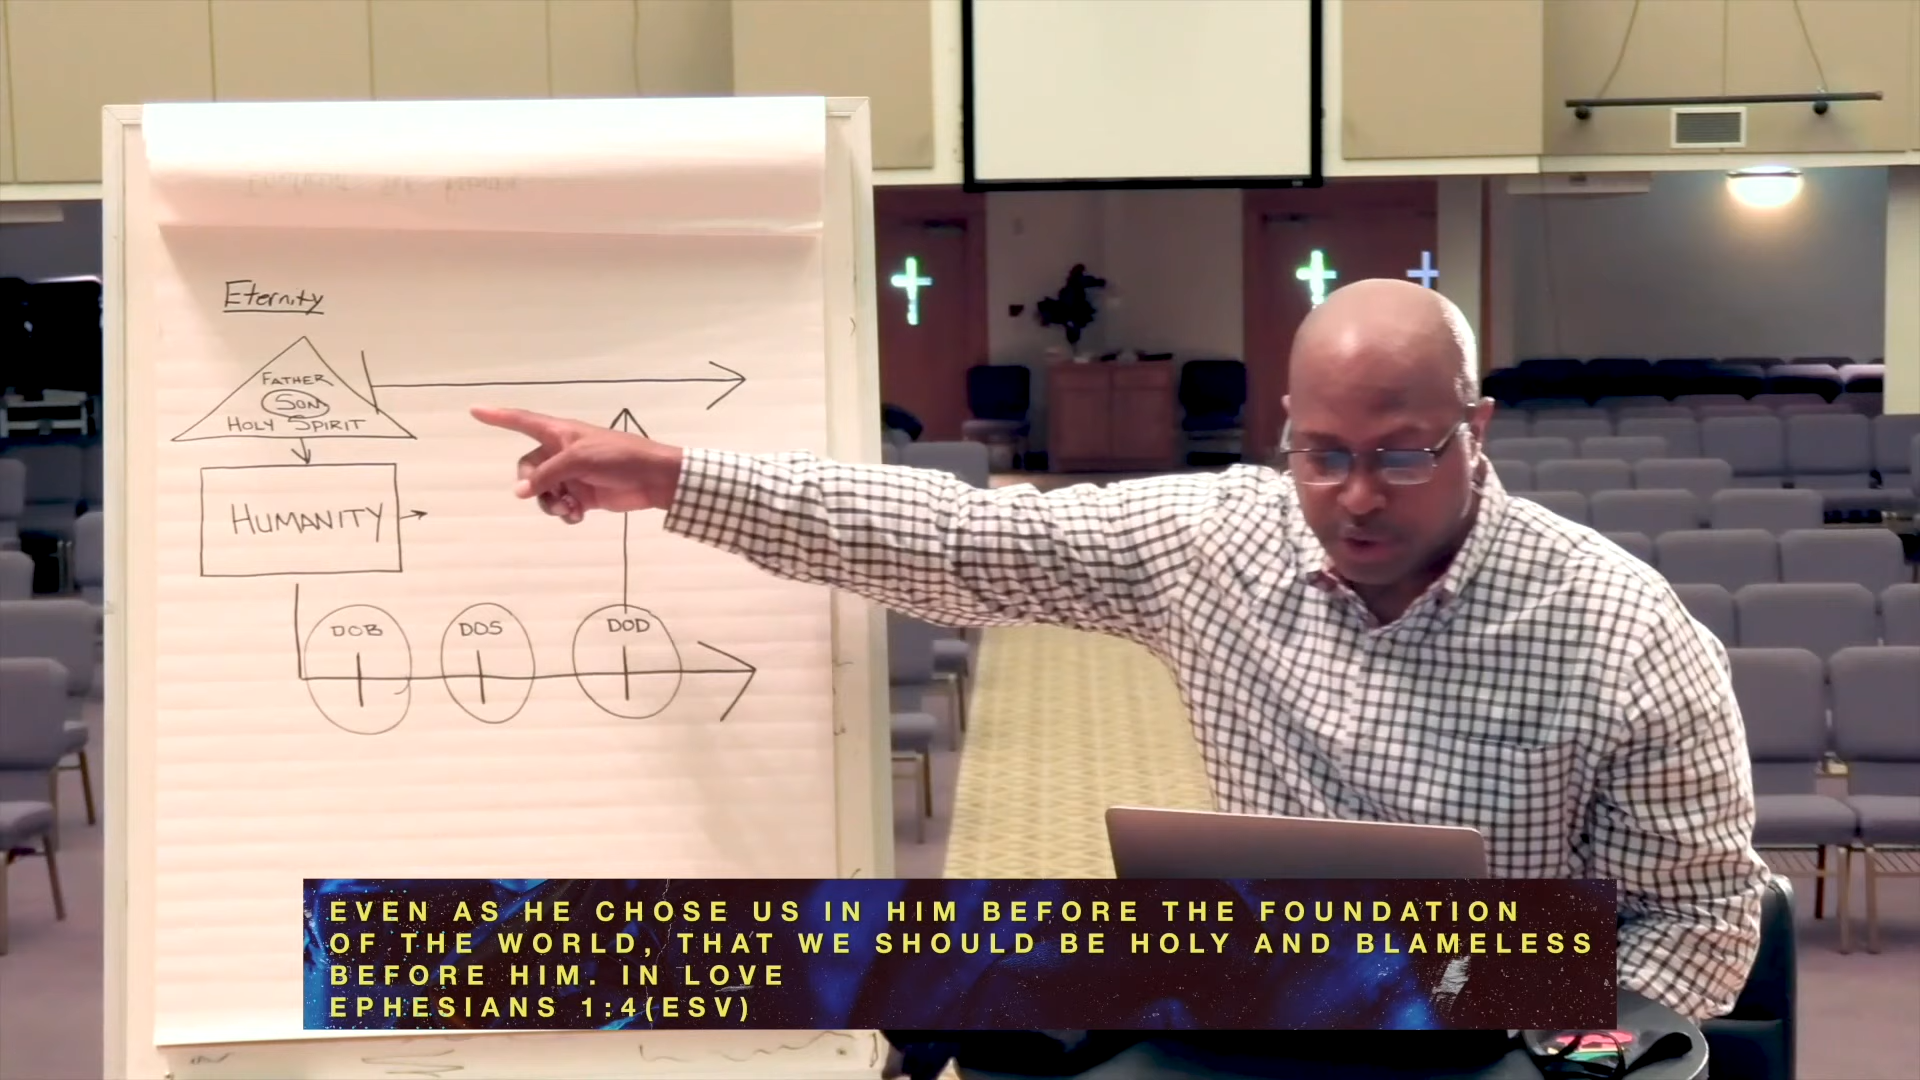 Eternity
FATHER
SON
HOLY SPIRIT
HUMANITY
DOB DOS DOD
EVEN AS HE CHOSE US IN HIM BEFORE THE FOUNDATION
OF THE WORLD, THAT WE SHOULD BE HOLY AND BLAMELESS
BEFORE HIM. IN LOVE
EPHESIANS 1:4(ESV)